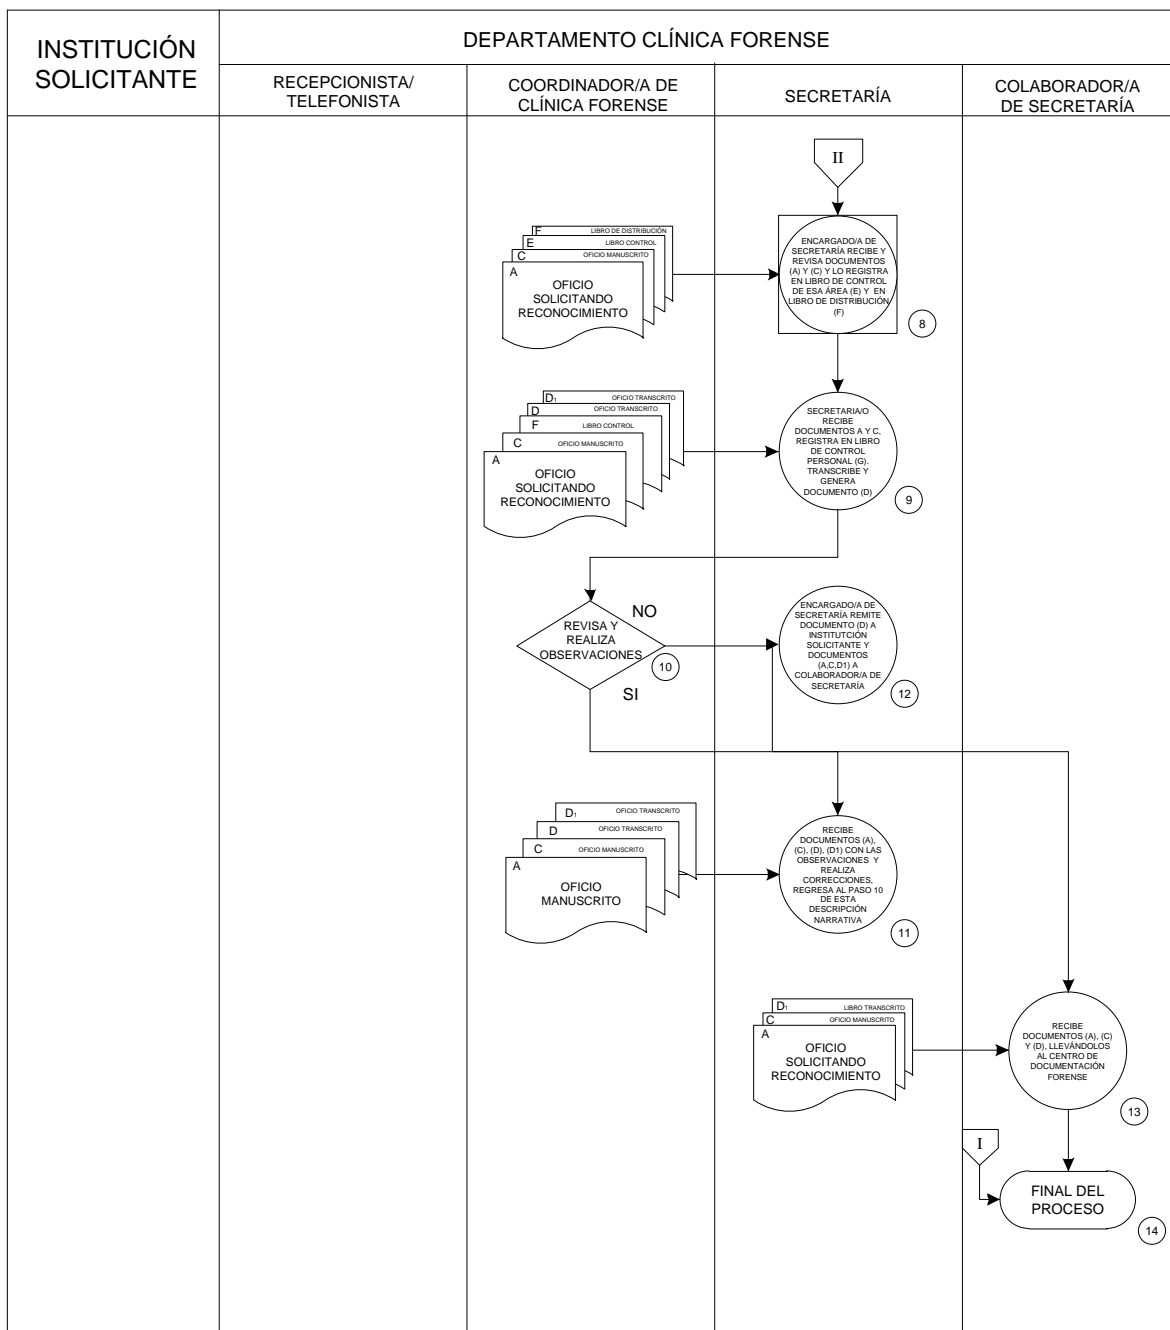 INSTITUCIÓN
SOLICITANTE
DEPARTAMENTO CLÍNICA FORENSE
RECEPCIONISTA/
TELEFONISTA
COORDINADOR/A DE
CLÍNICA FORENSE
SECRETARÍA
COLABORADOR/A
DE SECRETARÍA
II
F LIBRO DE DISTRIBUCIÓN
E LIBRO CONTROL
C OFICIO MANUSCRITO
A
OFICIO
SOLICITANDO
RECONOCIMIENTO
ENCARGADO/A DE
SECRETARÍA RECIBE Y
REVISA DOCUMENTOS
(A) Y (C) Y LO REGISTRA
EN LIBRO DE CONTROL
DE ESA ÁREA (E) Y EN
LIBRO DE DISTRIBUCIÓN
(F)
8
D1 OFICIO TRANSCRITO
D OFICIO TRANSCRITO
F LIBRO CONTROL
C OFICIO MANUSCRITO
A
OFICIO
SOLICITANDO
RECONOCIMIENTO
SECRETARIA/O
RECIBE
DOCUMENTOS A Y C,
REGISTRA EN LIBRO
DE CONTROL
PERSONAL (G).
TRANSCRIBE Y
GENERA
DOCUMENTO (D)
9
NO
REVISA Y
REALIZA
OBSERVACIONES
10
SI
ENCARGADO/A DE
SECRETARÍA REMITE
DOCUMENTO (D) A
INSTITUTCIÓN
SOLICITANTE Y
DOCUMENTOS
(A,C,D1) A
COLABORADOR/A DE
SECRETARÍA
12
D1 OFICIO TRANSCRITO
D OFICIO TRANSCRITO
C OFICIO MANUSCRITO
A
OFICIO
MANUSCRITO
RECIBE
DOCUMENTOS (A),
(C), (D), (D1) CON LAS
OBSERVACIONES Y
REALIZA
CORRECCIONES,
REGRESA AL PASO 10
DE ESTA
DESCRIPCIÓN
NARRATIVA
11
D1 LIBRO TRANSCRITO
C OFICIO MANUSCRITO
A
OFICIO
SOLICITANDO
RECONOCIMIENTO
RECIBE
DOCUMENTOS (A), (C)
Y (D), LLEVÁNDOLOS
AL CENTRO DE
DOCUMENTACIÓN
FORENSE
13
I
FINAL DEL
PROCESO
14